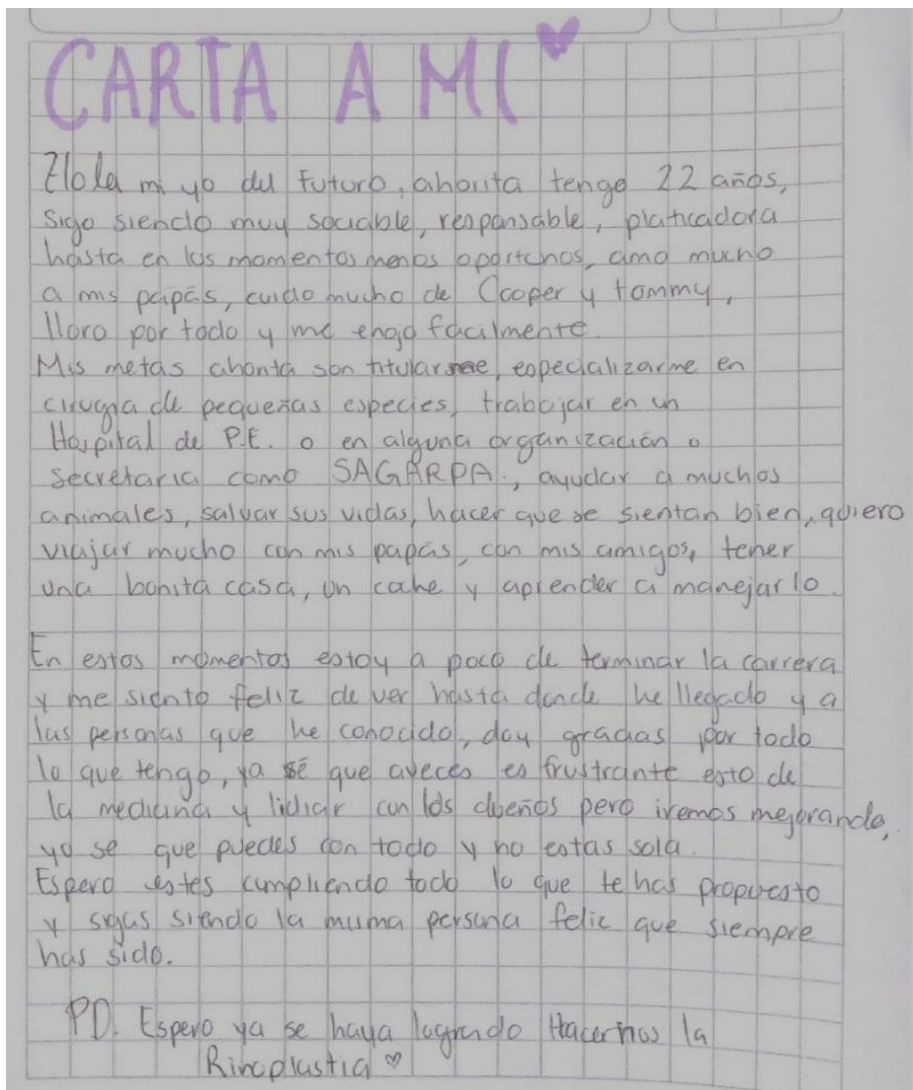 CARTA A MI
Hola mi yo del Futuro, ahorita tengo 22 años,
sigo siendo muy sociable, responsable, platicadora
hasta en los momentos menos oportunos, amo mucho
a mis papás, cuido mucho de Cooper y tommy,
lloro por todo y me enojo facilmente.
Mis metas ahorita son titularme, especializarme en
cirugia de pequeñas especies, trabajar en un
Hospital de P.E. o en alguna organización o
Secretaria como SAGARPA., ayudar a muchos
animales, salvar sus vidas, hacer que se sientan bien, quiero
viajar mucho con mis papás, con mis amigos, tener
una bonita casa, un cahe y aprender a manejarlo.
En estos momentos estoy a poco de terminar la carrera
y me siento feliz de ver hasta donde he llegado y a
las personas que he conocido, doy gracias por todo
lo que tengo, ya sé que aveces es frustrante esto de
la medicina y lidiar con los dueños pero iremos mejorando,
yo se que puedes con todo y no estas sola.
Espero estes cumpliendo todo lo que te has propuesto
y sigas siendo la misma persona feliz que siempre
has sido.
PD. Espero ya se haya logrado Hacernos la
Rinoplastia